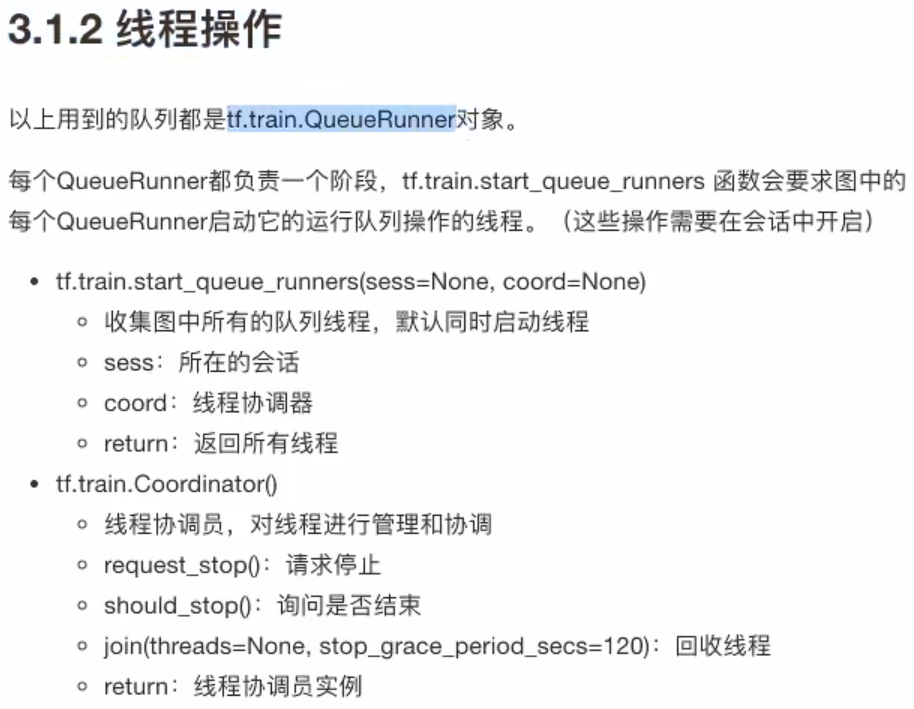 3.1.2 线程操作
以上用到的队列都是tf.train.QueueRunner对象。
每个QueueRunner都负责一个阶段，tf.train.start_queue_runners 函数会要求图中的
每个QueueRunner启动它的运行队列操作的线程。（这些操作需要在会话中开启）
• tf.train.start_queue_runners(sess=None, coord=None)
◦ 收集图中所有的队列线程，默认同时启动线程
◦ sess：所在的会话
◦ coord：线程协调器
◦ return：返回所有线程
• tf.train.Coordinator()
◦ 线程协调员，对线程进行管理和协调
◦ request_stop()：请求停止
◦ should_stop()：询问是否结束
◦ join(threads=None, stop_grace_period_secs=120)：回收线程
◦ return：线程协调员实例